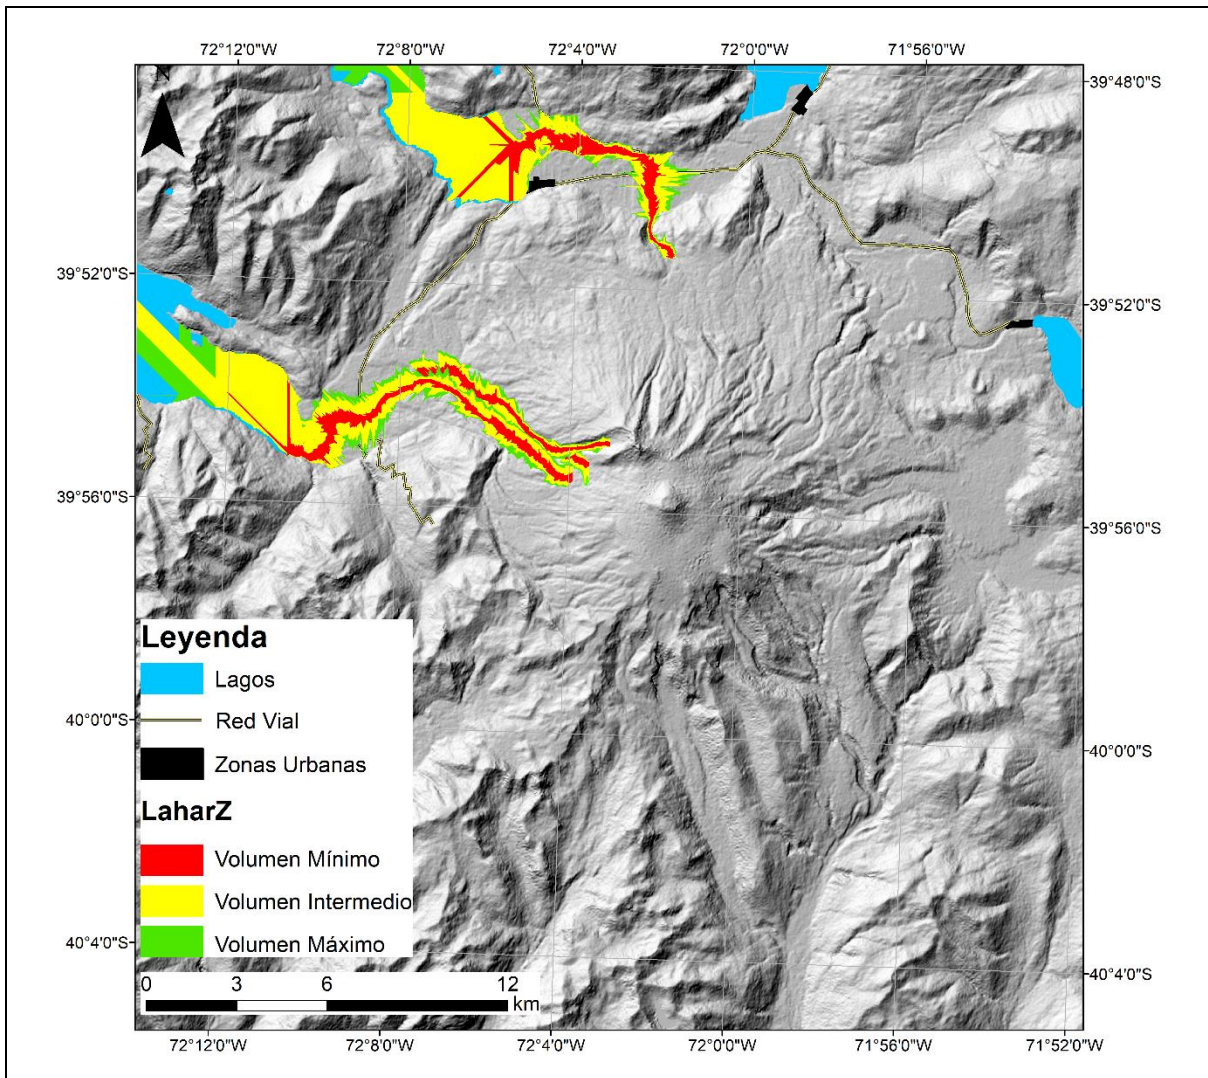 72°12'0"W 72°8'0"W 72°4'0"W 72°0'0"W 71°56'0"W
N
39°48'0"S
39°52'0"S
39°52'0"S
39°56'0"S
39°56'0"S
Leyenda
Lagos
Red Vial
Zonas Urbanas
40°0'0"S
40°0'0"S
LaharZ
Volumen Mínimo
Volumen Intermedio
Volumen Máximo
40°4'0"S
40°4'0"S
0 3 6 12
km
72°12'0"W 72°8'0"W 72°4'0"W 72°0'0"W 71°56'0"W 71°52'0"W